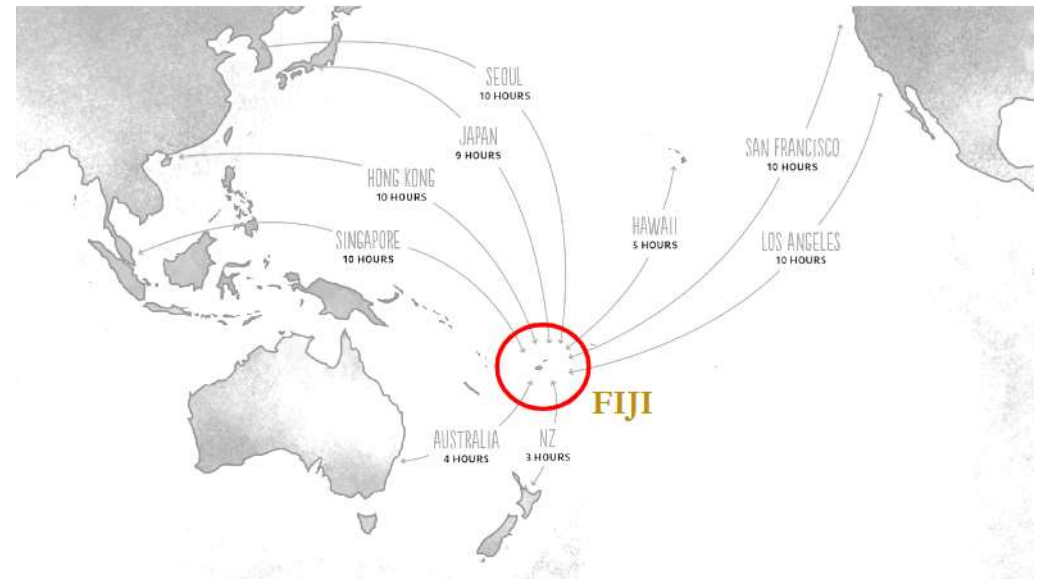 SEOUL
10 HOURS
JAPAN
9 HOURS
HONG KONG
10 HOURS
SINGAPORE
10 HOURS
HAWAII
5 HOURS
SAN FRANCISCO
10 HOURS
LOS ANGELES
10 HOURS
FIJI
AUSTRALIA
4 HOURS
NZ
3 HOURS